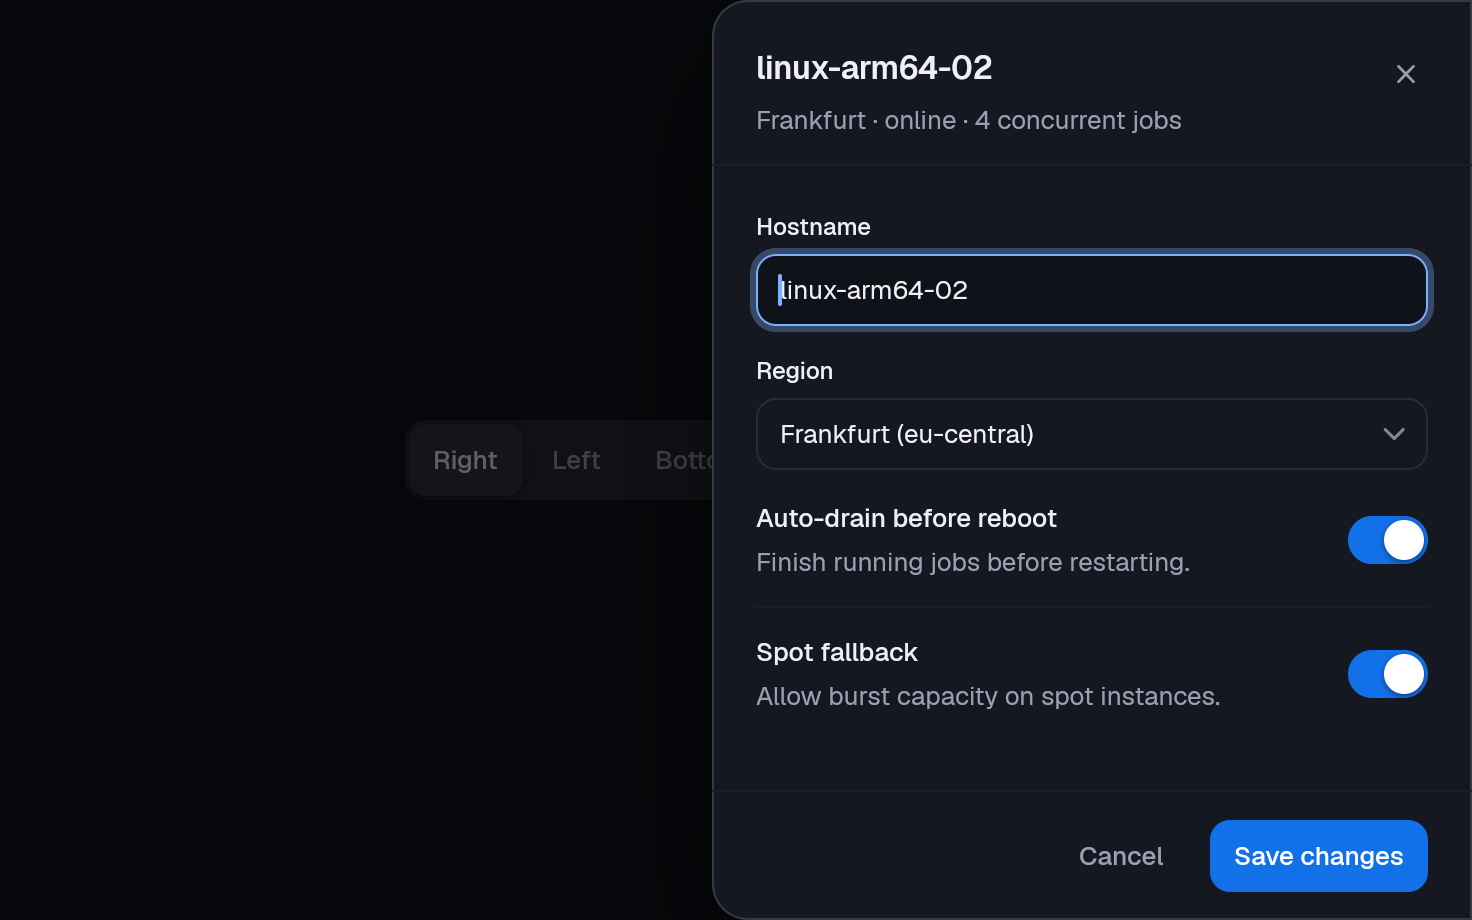 linux-arm64-02
Frankfurt · online · 4 concurrent jobs
Hostname
linux-arm64-02
Region
Frankfurt (eu-central)
Right Left
Auto-drain before reboot
Finish running jobs before restarting.
Spot fallback
Allow burst capacity on spot instances.
Cancel Save changes